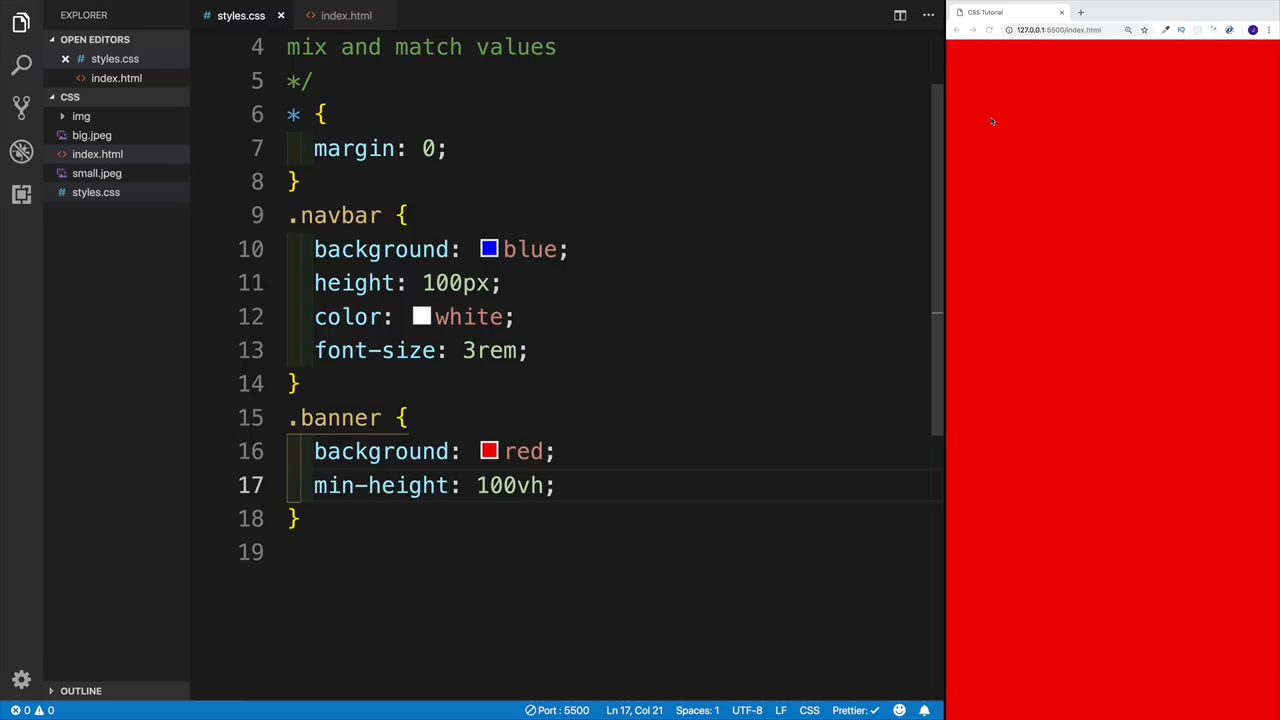 EXPLORER
styles.css
index.html
CSS Tutorial
127.0.0.1:5500/index.html
OPEN EDITORS
# styles.css
<> index.html
CSS
img
big.jpeg
<> index.html
small.jpeg
# styles.css
4 mix and match values
5 */
6 * {
7 margin: 0;
8 }
9 .navbar {
10 background: blue;
11 height: 100px;
12 color: white;
13 font-size: 3rem;
14 }
15 .banner {
16 background: red;
17 min-height: 100vh;
18 }
19
OUTLINE
0 0 Port : 5500 Ln 17, Col 21 Spaces: 1 UTF-8 LF CSS Prettier: ✓